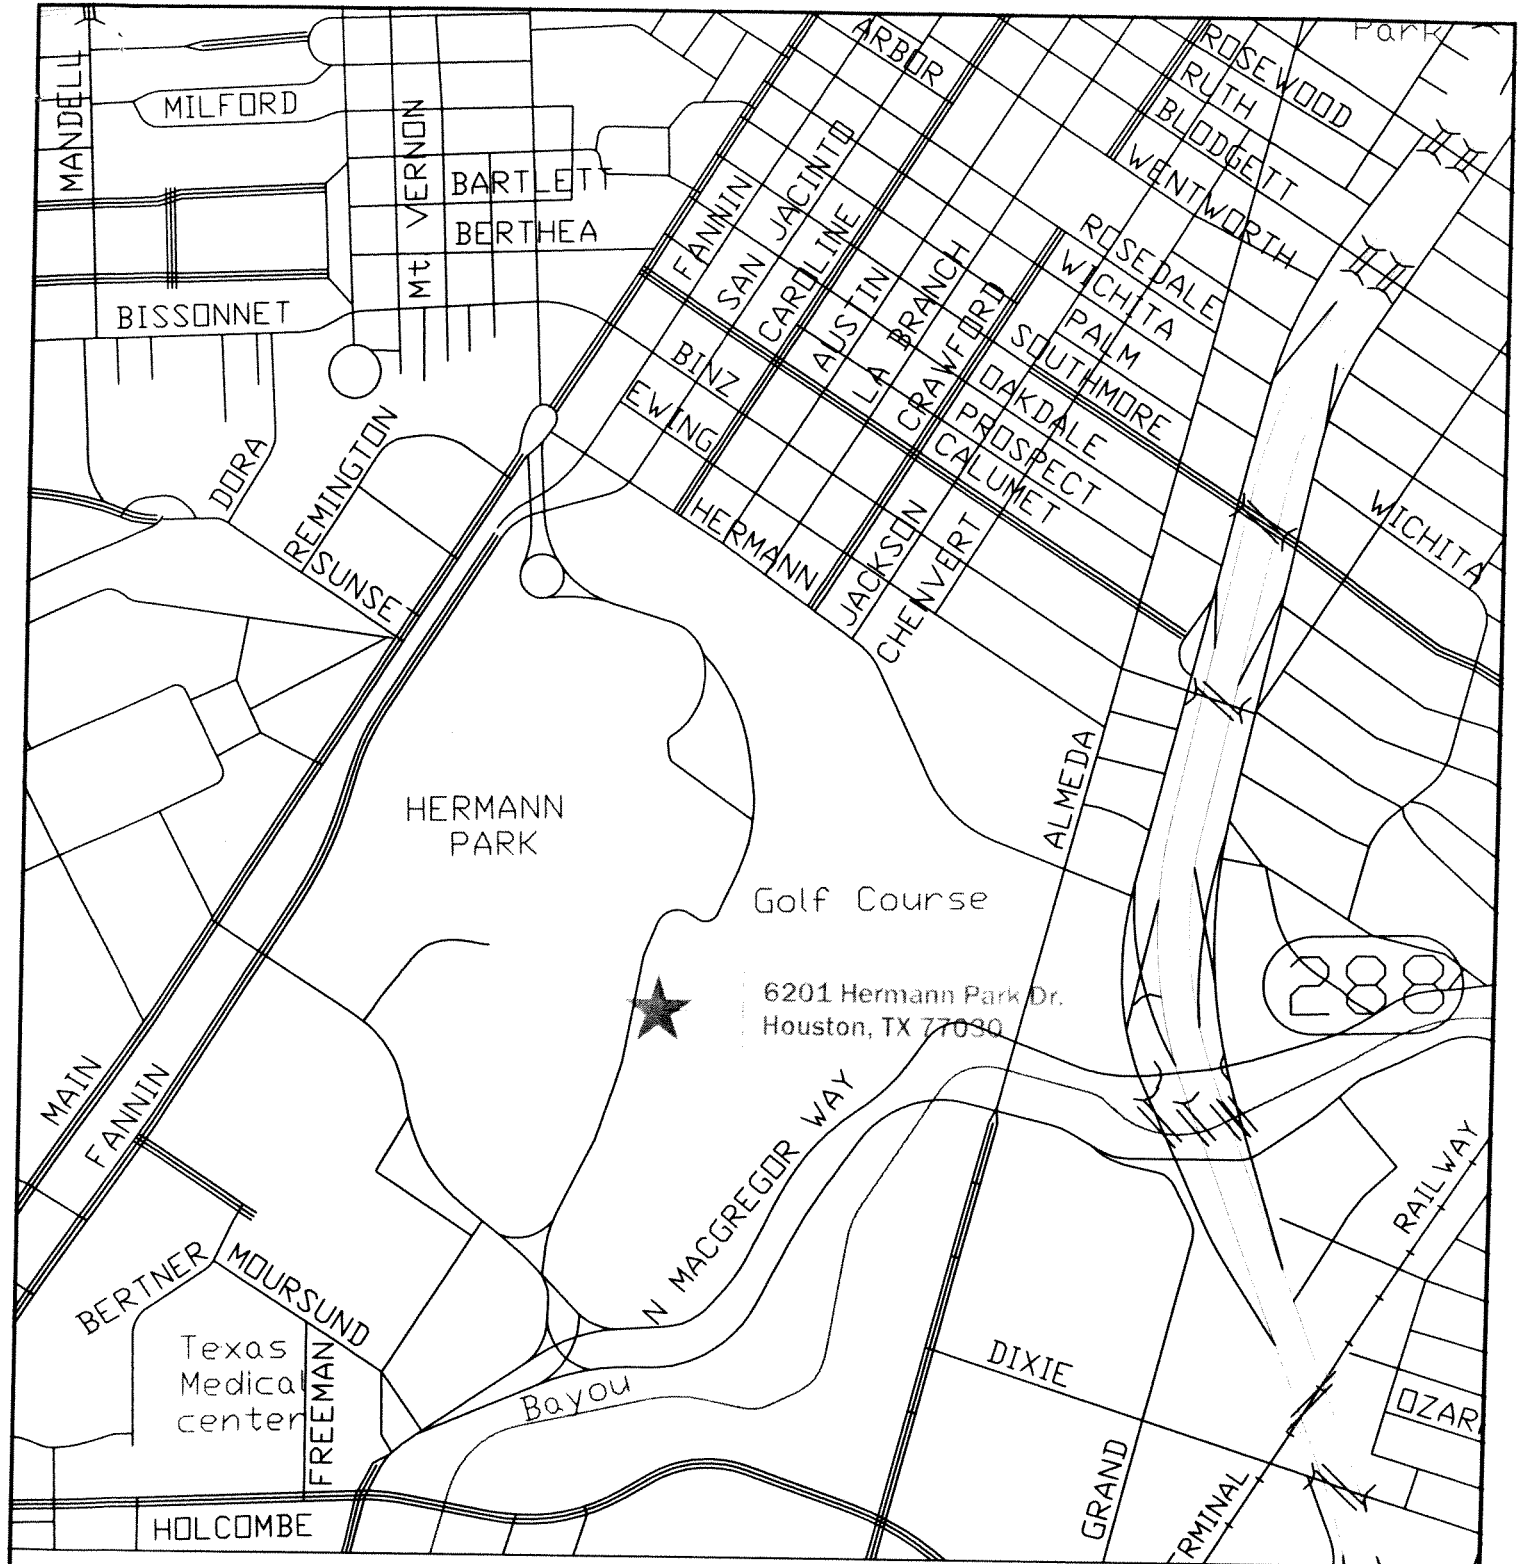 Park
ARBOR
ROSEWOOD
RUTH
BLODGETT
WENTWORTH
MANDELL
MILFORD
Mt VERNON
BARTLETT
BERTHEA
BISSONNET
FANNIN
SAN JACINTO
CAROLINE
AUSTIN
LA BRANCH
CRAWFORD
ROSEDALE
WICHITA
PALM
SOUTHMORE
OAKDALE
PROSPECT
CALUMET
BINZ
EWING
HERMANN
JACKSON
CHENVERT
WICHITA
DORA
REMINGTON
SUNSE
ALMEDA
HERMANN
PARK
Golf Course
6201 Hermann Park Dr.
Houston, TX 77030
288
MAIN
FANNIN
N MACGREGOR WAY
RAILWAY
BERTNER
MOURSUND
Texas
Medical
center
FREEMAN
Bayou
DIXIE
OZAR
GRAND
ERMINAL
HOLCOMBE